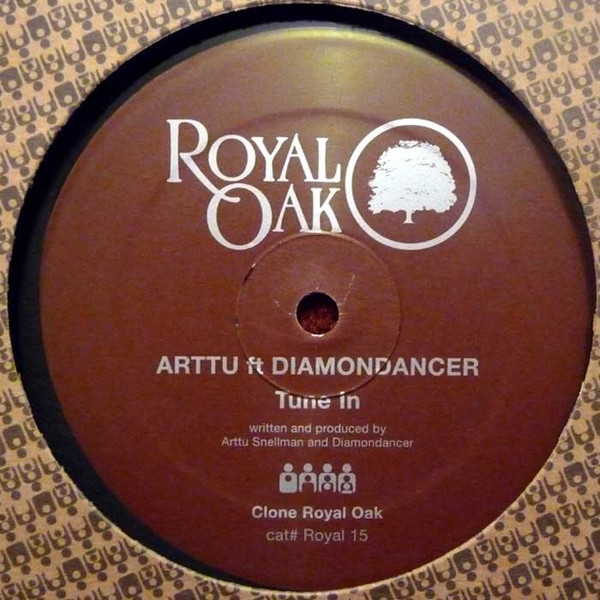 ROYAL
OAK
ARTTU ft DIAMONDANCER
Tune In
written and produced by
Arttu Snellman and Diamondancer
Clone Royal Oak
cat# Royal 15